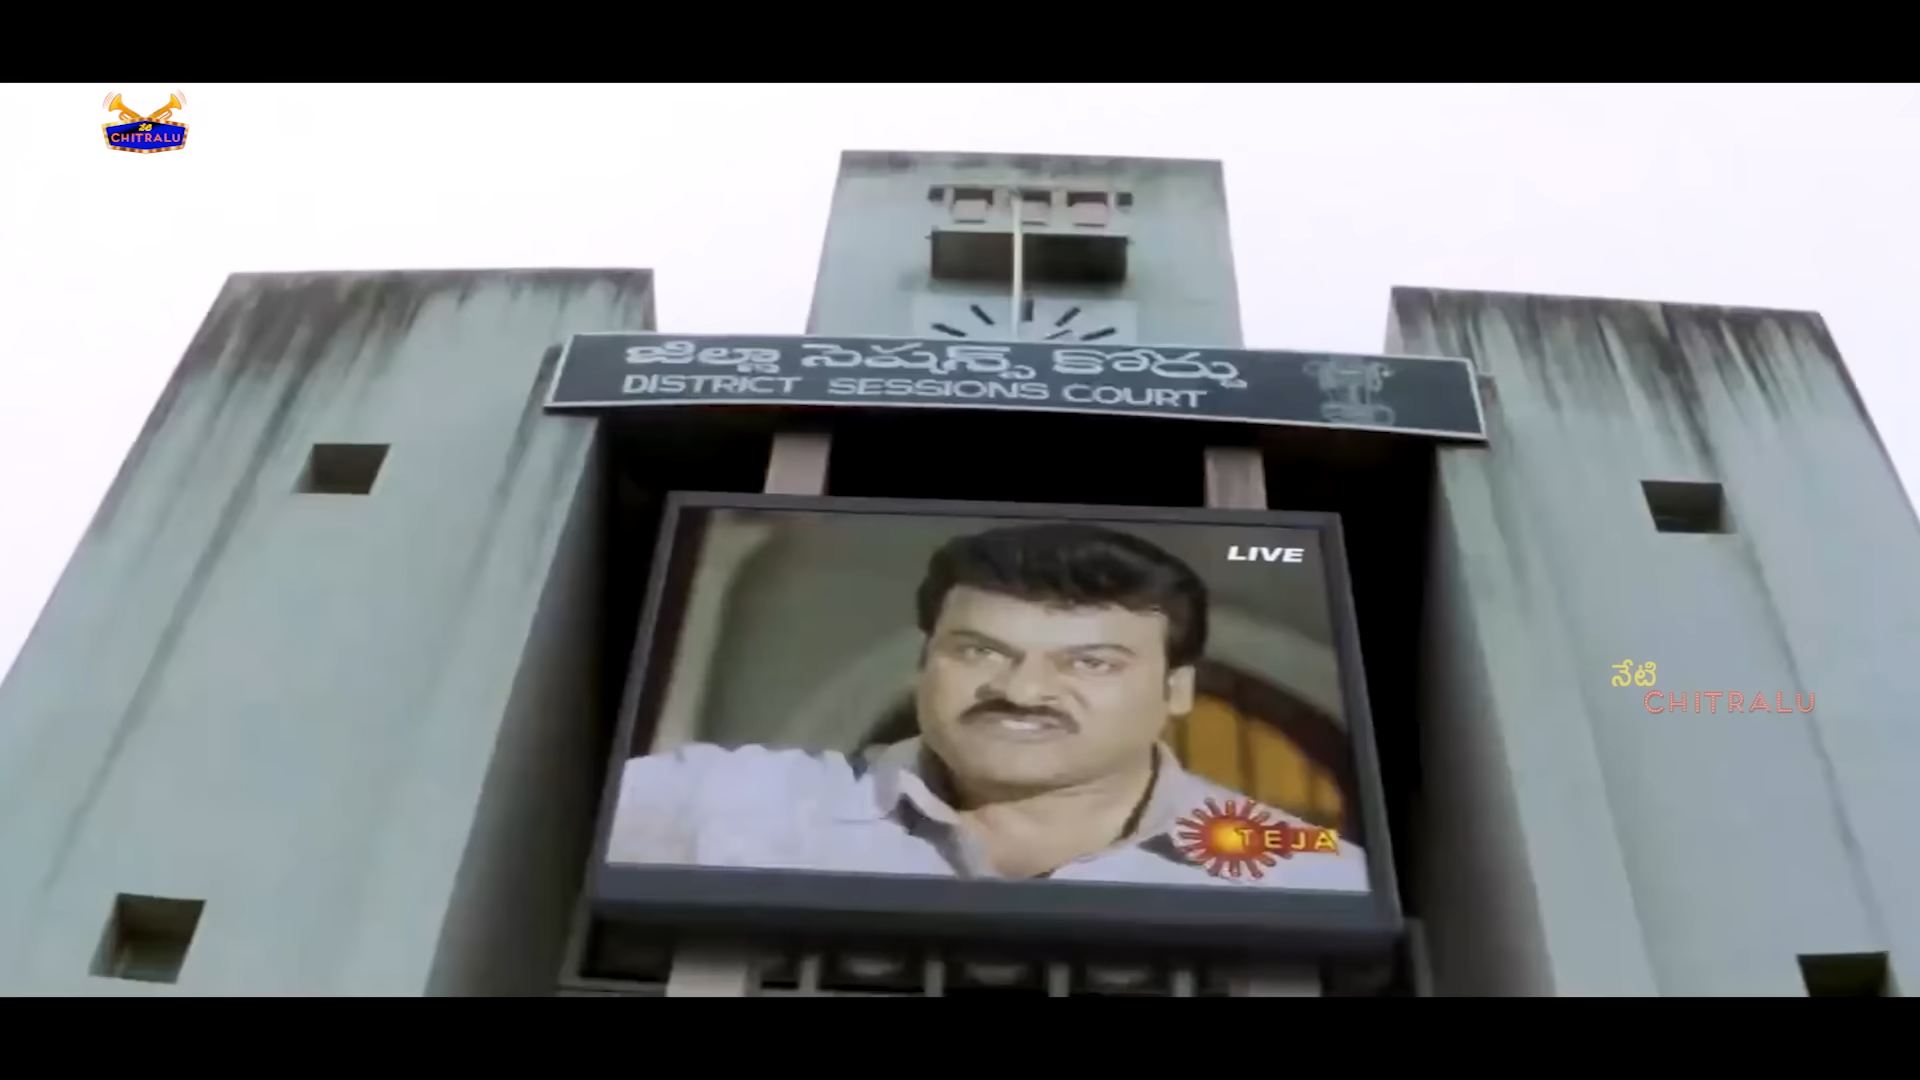 నేటి
CHITRALU
జిల్లా సెషన్స్ కోర్టు
DISTRICT SESSIONS COURT
LIVE
TEJA
నేటి
CHITRALU